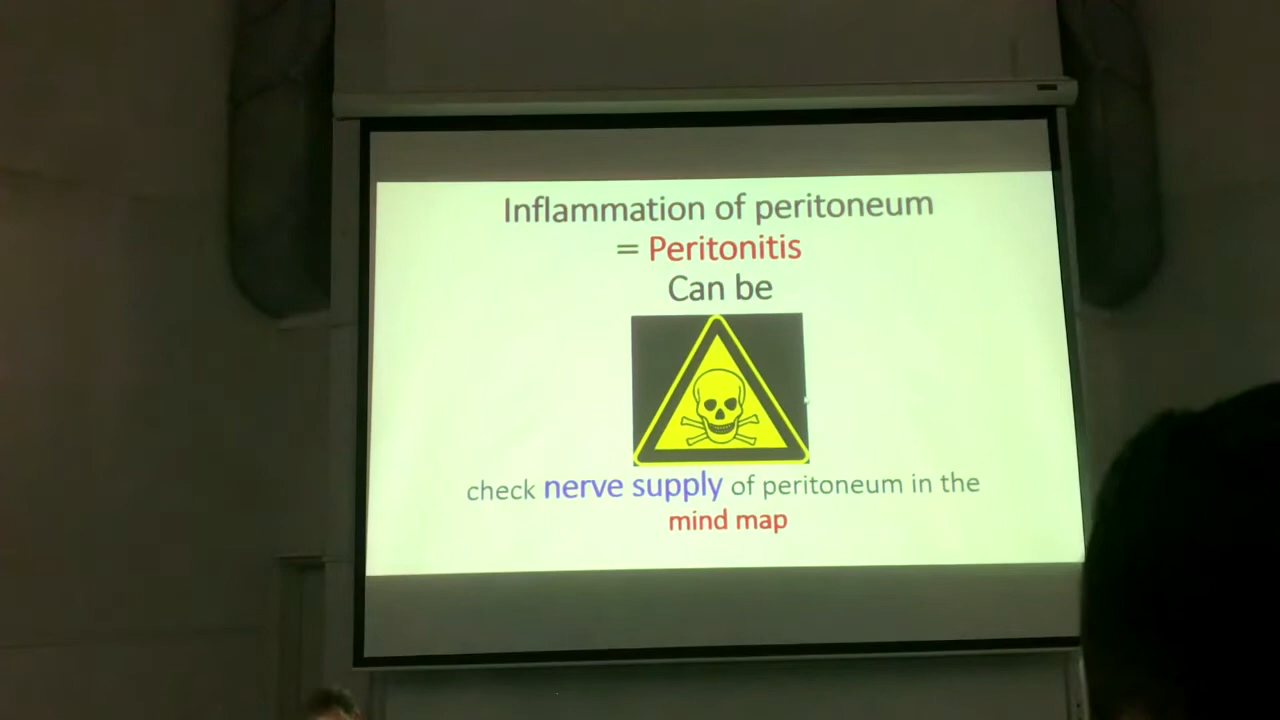 Inflammation of peritoneum
= Peritonitis
Can be
check nerve supply of peritoneum in the
mind map